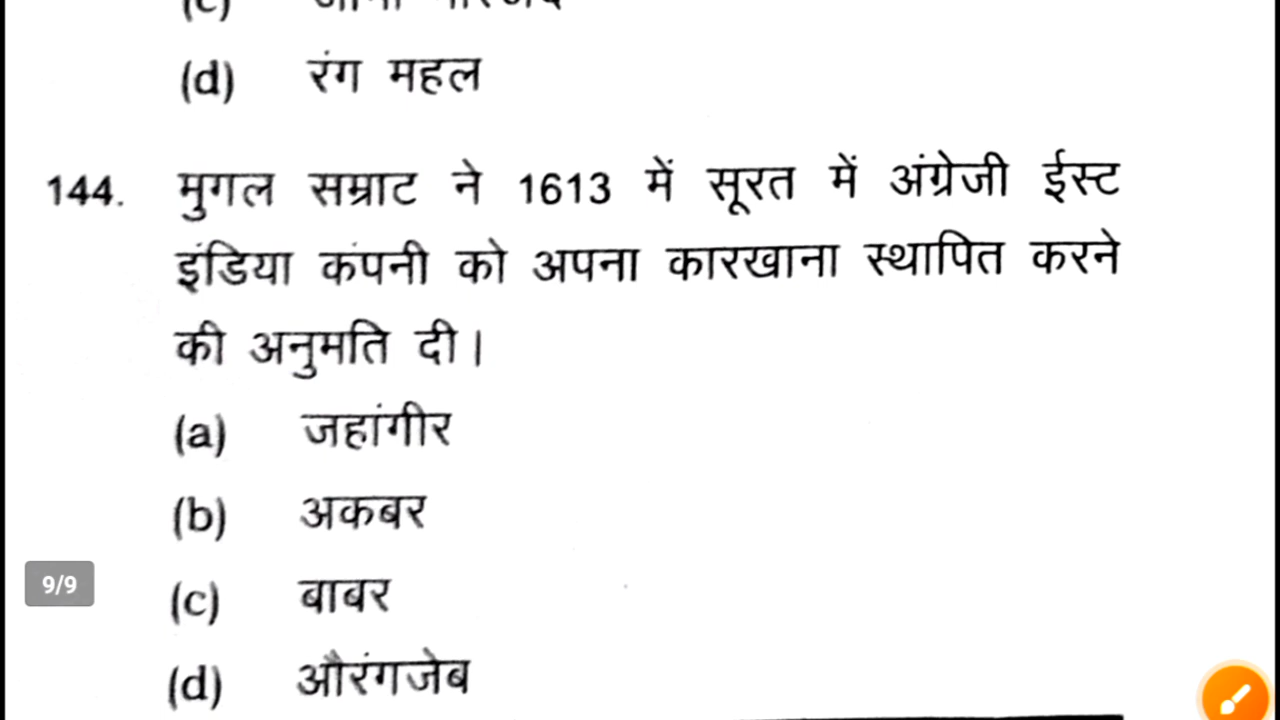 (d) रंग महल
144. मुगल सम्राट ने 1613 में सूरत में अंग्रेजी ईस्ट
इंडिया कंपनी को अपना कारखाना स्थापित करने
की अनुमति दी।
(a) जहांगीर
(b) अकबर
(c) बाबर
9/9
(d) औरंगजेब